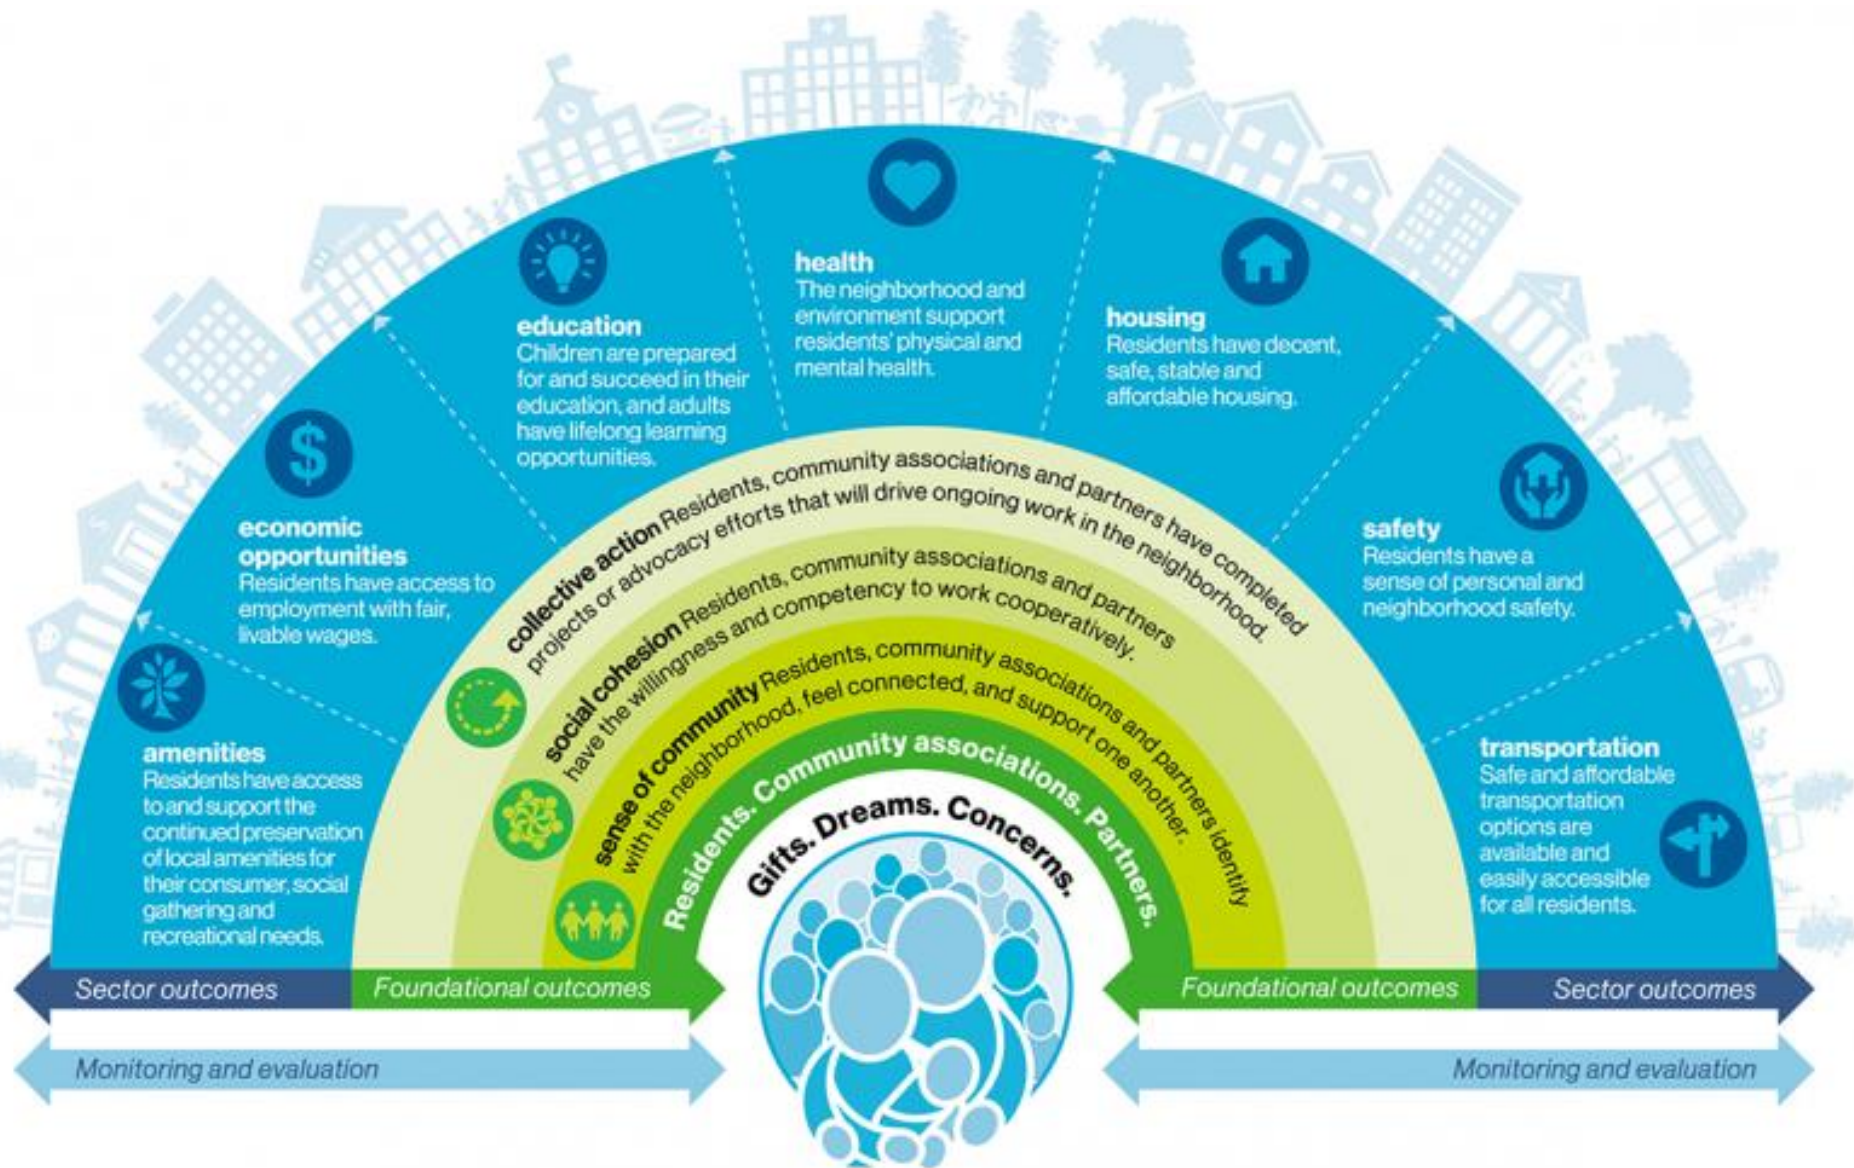 health
The neighborhood and
environment support
residents' physical and
mental health.
education
Children are prepared
for and succeed in their
education, and adults
have lifelong learning
opportunities.
housing
Residents have decent,
safe, stable and
affordable housing.
economic
opportunities
Residents have access to
employment with fair,
livable wages.
safety
Residents have a
sense of personal and
neighborhood safety.
amenities
Residents have access
to and support the
continued preservation
of local amenities for
their consumer, social
gathering and
recreational needs.
transportation
Safe and affordable
transportation
options are
available and
easily accessible
for all residents.
collective action Residents, community associations and partners have completed
projects or advocacy efforts that will drive ongoing work in the neighborhood.
social cohesion Residents, community associations and partners
have the willingness and competency to work cooperatively.
sense of community Residents, community associations and partners identify
with the neighborhood, feel connected, and support one another.
Residents. Community associations. Partners.
Gifts. Dreams. Concerns.
Sector outcomes
Foundational outcomes
Foundational outcomes
Sector outcomes
Monitoring and evaluation
Monitoring and evaluation